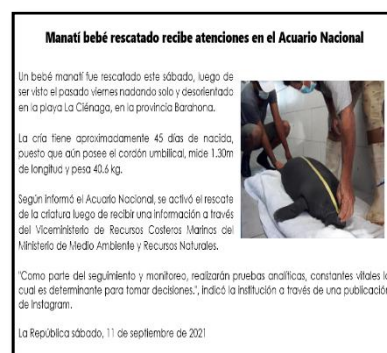 Manatí bebé rescatado recibe atenciones en el Acuario Nacional
Un bebé manatí fue rescatado este sábado, luego de
ser visto el pasado viernes nadando solo y desorientado
en la playa La Ciénaga, en la provincia Barahona.
La cría tiene aproximadamente 45 días de nacida,
puesto que aún posee el cordón umbilical, mide 1.30m
de longitud y pesa 40.6 kg.
Según informó el Acuario Nacional, se activó el rescate
de la criatura luego de recibir una información a través
del Viceministerio de Recursos Costeros Marinos del
Ministerio de Medio Ambiente y Recursos Naturales.
"Como parte del seguimiento y monitoreo, realizarán pruebas analíticas, constantes vitales lo
cual es determinante para tomar decisiones.", indicó la institución a través de una publicación
de Instagram.
La República sábado, 11 de septiembre de 2021